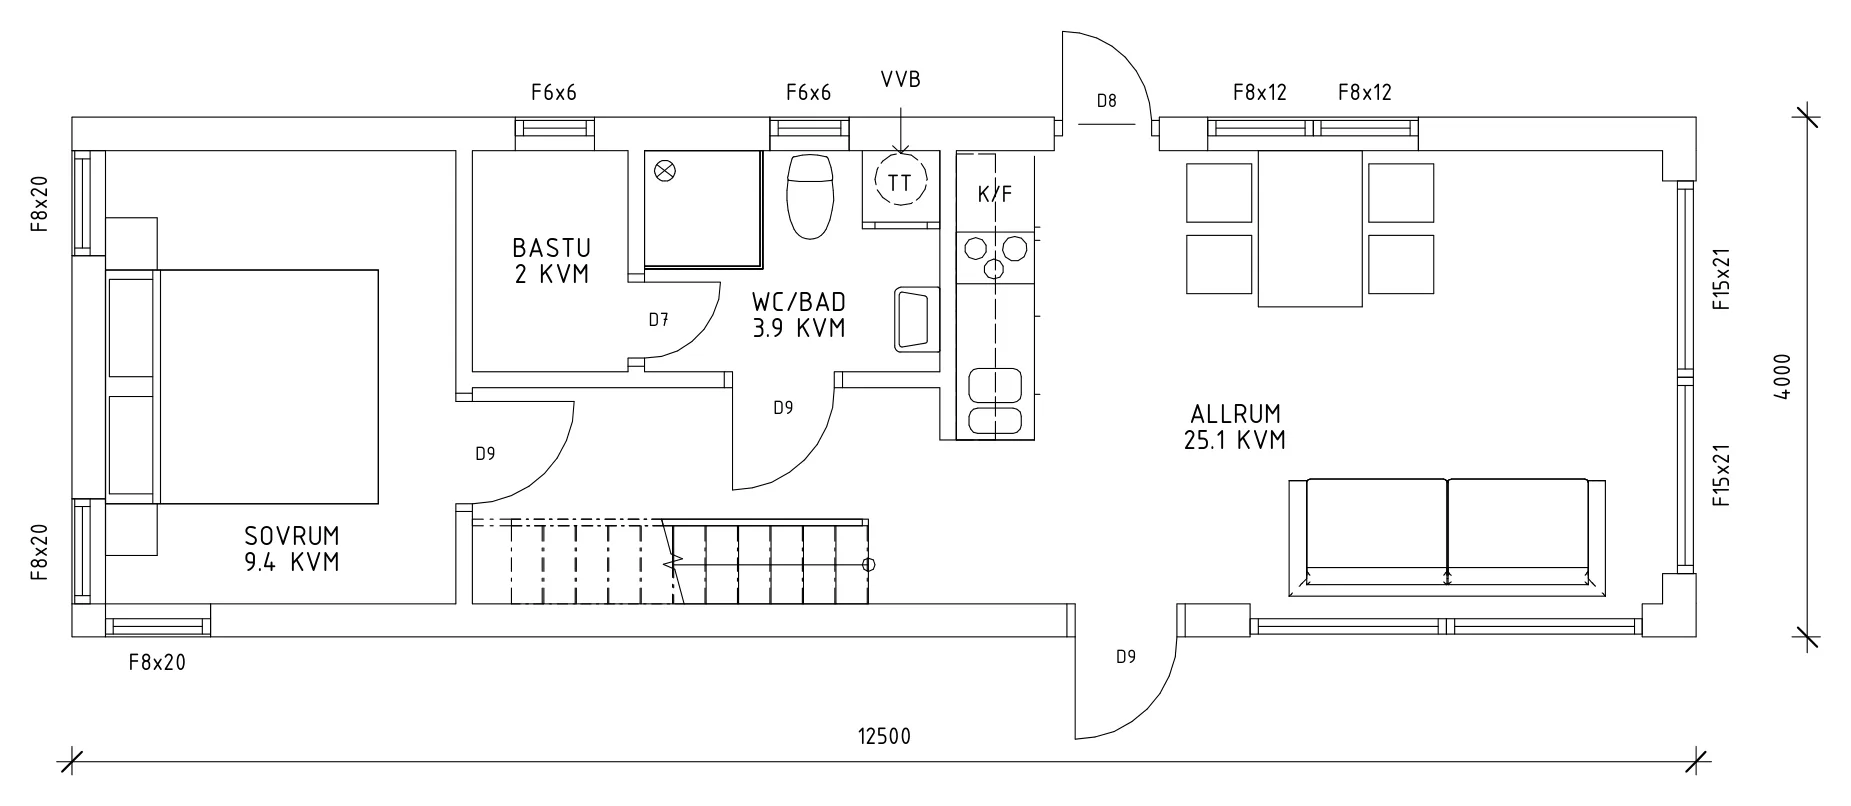 VVB
F6x6
F6x6
D8
F8x12
F8x12
F8x20
TT
K/F
BASTU
2 KVM
WC/BAD
3.9 KVM
D7
F15x21
4000
D9
D9
ALLRUM
25.1 KVM
F15x21
SOVRUM
9.4 KVM
F8x20
F8x20
D9
12500